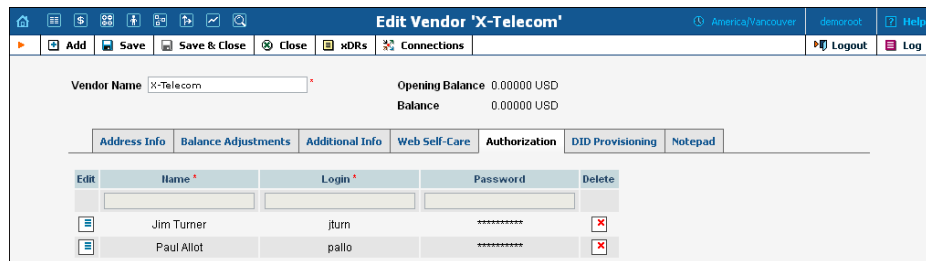 Edit Vendor 'X-Telecom' America/Vancouver demoroot Help
Add Save Save & Close Close xDRs Connections Logout Log
Vendor Name X-Telecom * Opening Balance 0.00000 USD
Balance 0.00000 USD
Address Info Balance Adjustments Additional Info Web Self-Care Authorization DID Provisioning Notepad
Edit Name * Login * Password Delete
Jim Turner jturn **********
Paul Allot pallo **********